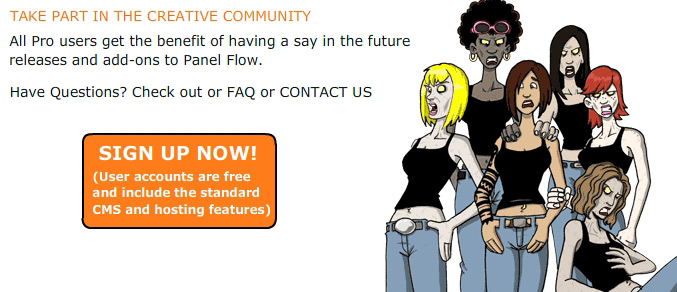 TAKE PART IN THE CREATIVE COMMUNITY
All Pro users get the benefit of having a say in the future
releases and add-ons to Panel Flow.
Have Questions? Check out or FAQ or CONTACT US
SIGN UP NOW!
(User accounts are free
and include the standard
CMS and hosting features)